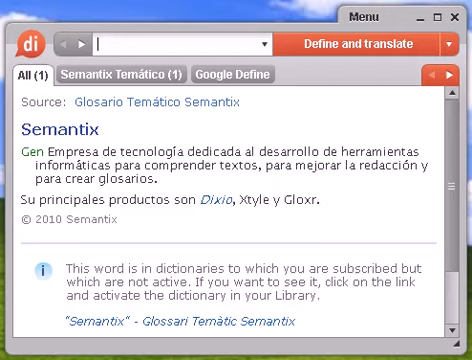 Menu
di
Define and translate
All (1)
Semantix Temático (1)
Google Define
Source: Glosario Temático Semantix
Semantix
Gen Empresa de tecnología dedicada al desarrollo de herramientas
informáticas para comprender textos, para mejorar la redacción y
para crear glosarios.
Su principales productos son Dixio, Xtyle y Gloxr.
© 2010 Semantix
This word is in dictionaries to which you are subscribed but
which are not active. If you want to see it, click on the link
and activate the dictionary in your Library.
"Semantix" - Glossari Temàtic Semantix